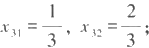 x₃₁ = 1/3, x₃₂ = 2/3;